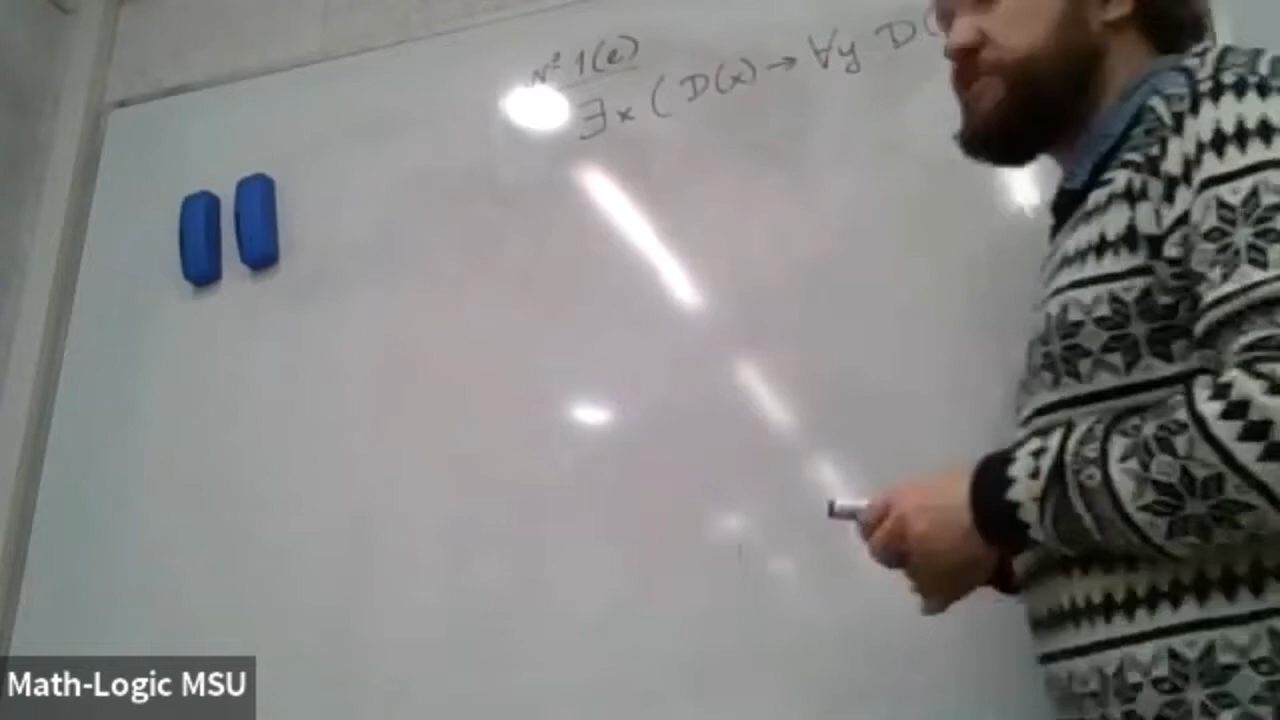 № 1(e)
∃x (D(x) → ∀y D(
Math-Logic MSU